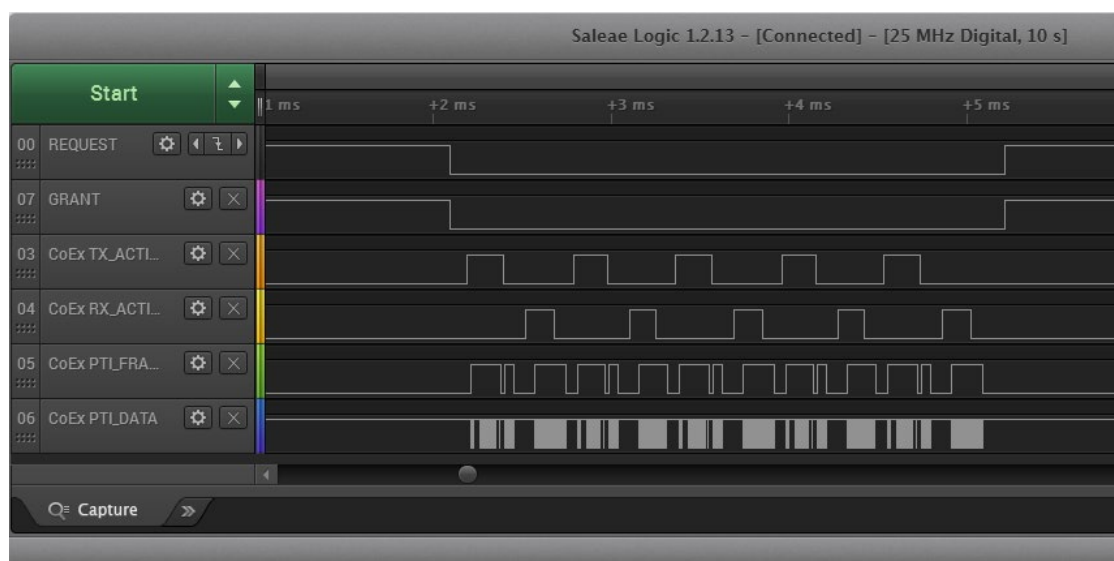 Saleae Logic 1.2.13 - [Connected] - [25 MHz Digital, 10 s]
Start
1 ms +2 ms +3 ms +4 ms +5 ms
00 REQUEST
07 GRANT
03 CoEx TX_ACTI...
04 CoEx RX_ACTI...
05 CoEx PTI_FRA...
06 CoEx PTI_DATA
Capture